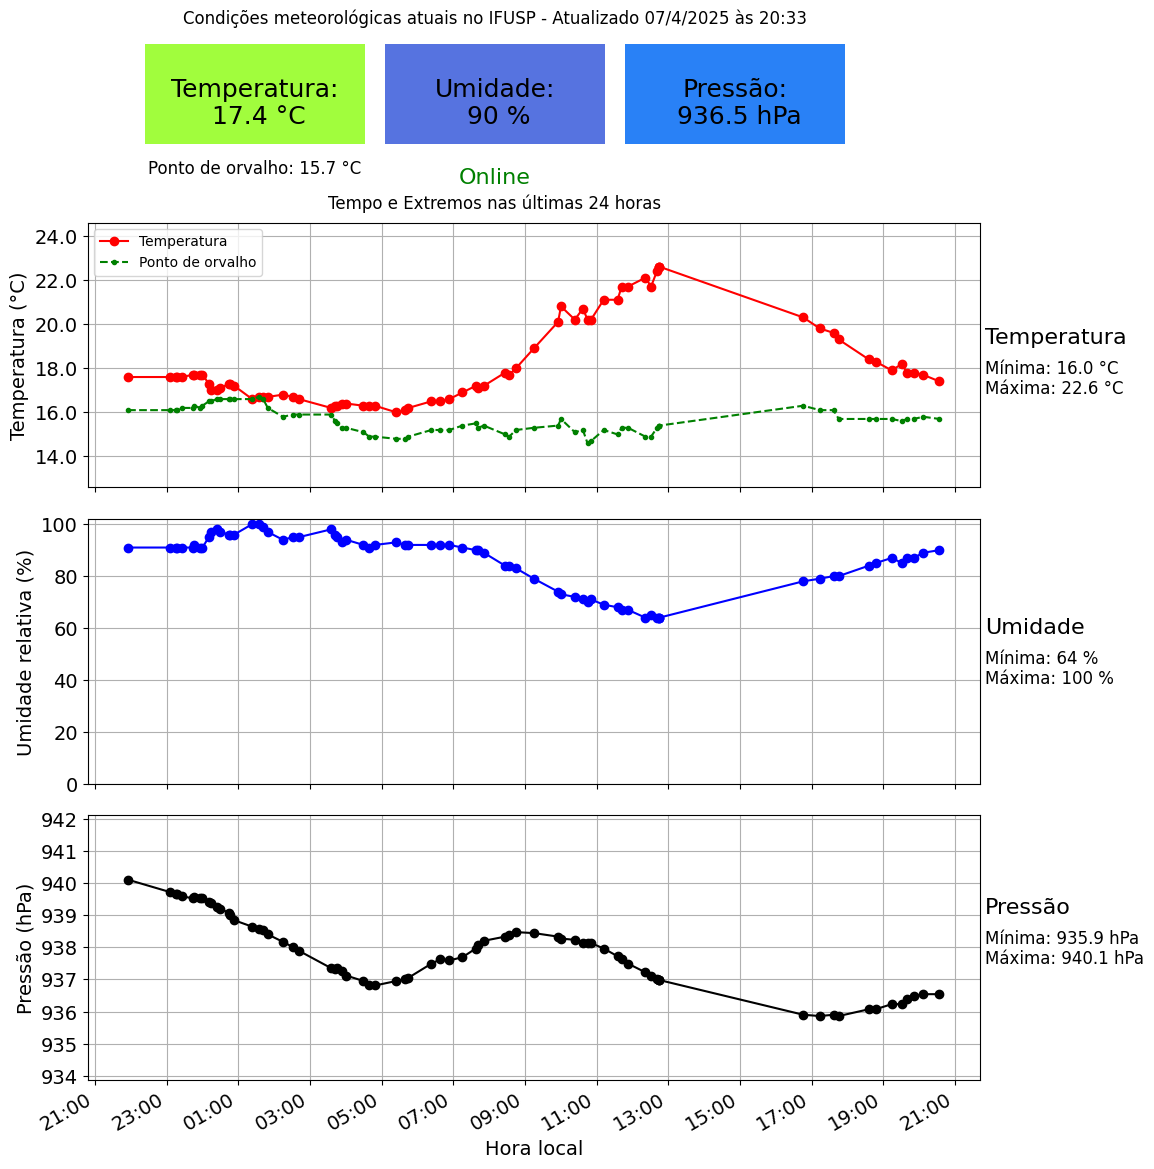 Condições meteorológicas atuais no IFUSP - Atualizado 07/4/2025 às 20:33
Temperatura:
17.4 °C
Umidade:
90 %
Pressão:
936.5 hPa
Ponto de orvalho: 15.7 °C
Online
Tempo e Extremos nas últimas 24 horas
Temperatura (°C)
24.0
22.0
20.0
18.0
16.0
14.0
Temperatura
Ponto de orvalho
Temperatura
Mínima: 16.0 °C
Máxima: 22.6 °C
Umidade relativa (%)
100
80
60
40
20
0
Umidade
Mínima: 64 %
Máxima: 100 %
Pressão (hPa)
942
941
940
939
938
937
936
935
934
Pressão
Mínima: 935.9 hPa
Máxima: 940.1 hPa
21:00
23:00
01:00
03:00
05:00
07:00
09:00
11:00
13:00
15:00
17:00
19:00
21:00
Hora local